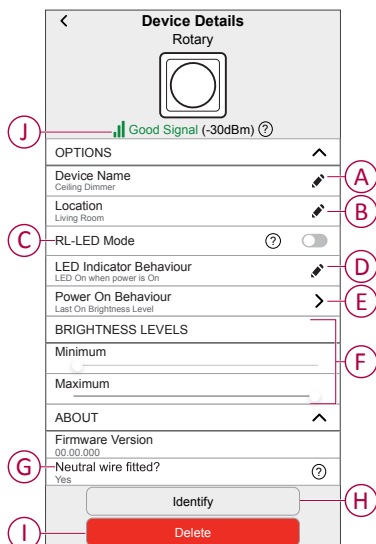 Device Details
Rotary
J
Good Signal (-30dBm) ?
OPTIONS
Device Name
Ceiling Dimmer
A
Location
Living Room
B
C
RL-LED Mode ?
LED Indicator Behaviour
LED On when power is On
D
Power On Behaviour
Last On Brightness Level
E
BRIGHTNESS LEVELS
Minimum
F
Maximum
ABOUT
Firmware Version
00.00.000
G
Neutral wire fitted? ?
Yes
Identify
H
I
Delete